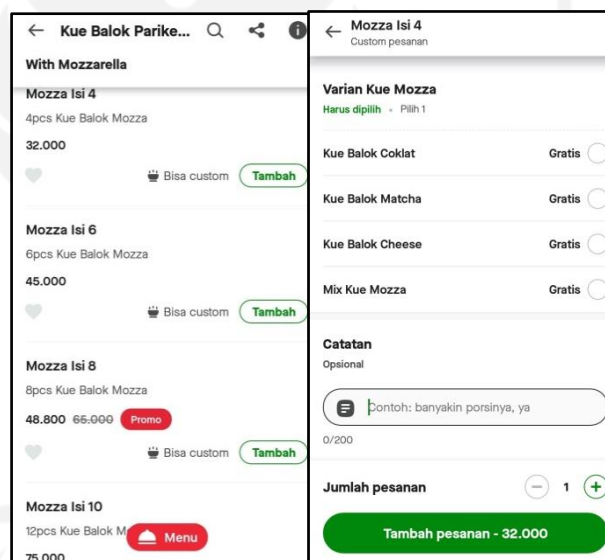 Kue Balok Parike...
With Mozzarella
Mozza Isi 4
4pcs Kue Balok Mozza
32.000
Bisa custom Tambah
Mozza Isi 6
6pcs Kue Balok Mozza
45.000
Bisa custom Tambah
Mozza Isi 8
8pcs Kue Balok Mozza
48.800 65.000 Promo
Bisa custom Tambah
Mozza Isi 10
12pcs Kue Balok M
Menu
75.000
Mozza Isi 4
Custom pesanan
Varian Kue Mozza
Harus dipilih • Pilih 1
Kue Balok Coklat Gratis
Kue Balok Matcha Gratis
Kue Balok Cheese Gratis
Mix Kue Mozza Gratis
Catatan
Opsional
Contoh: banyakin porsinya, ya
0/200
Jumlah pesanan 1
Tambah pesanan - 32.000